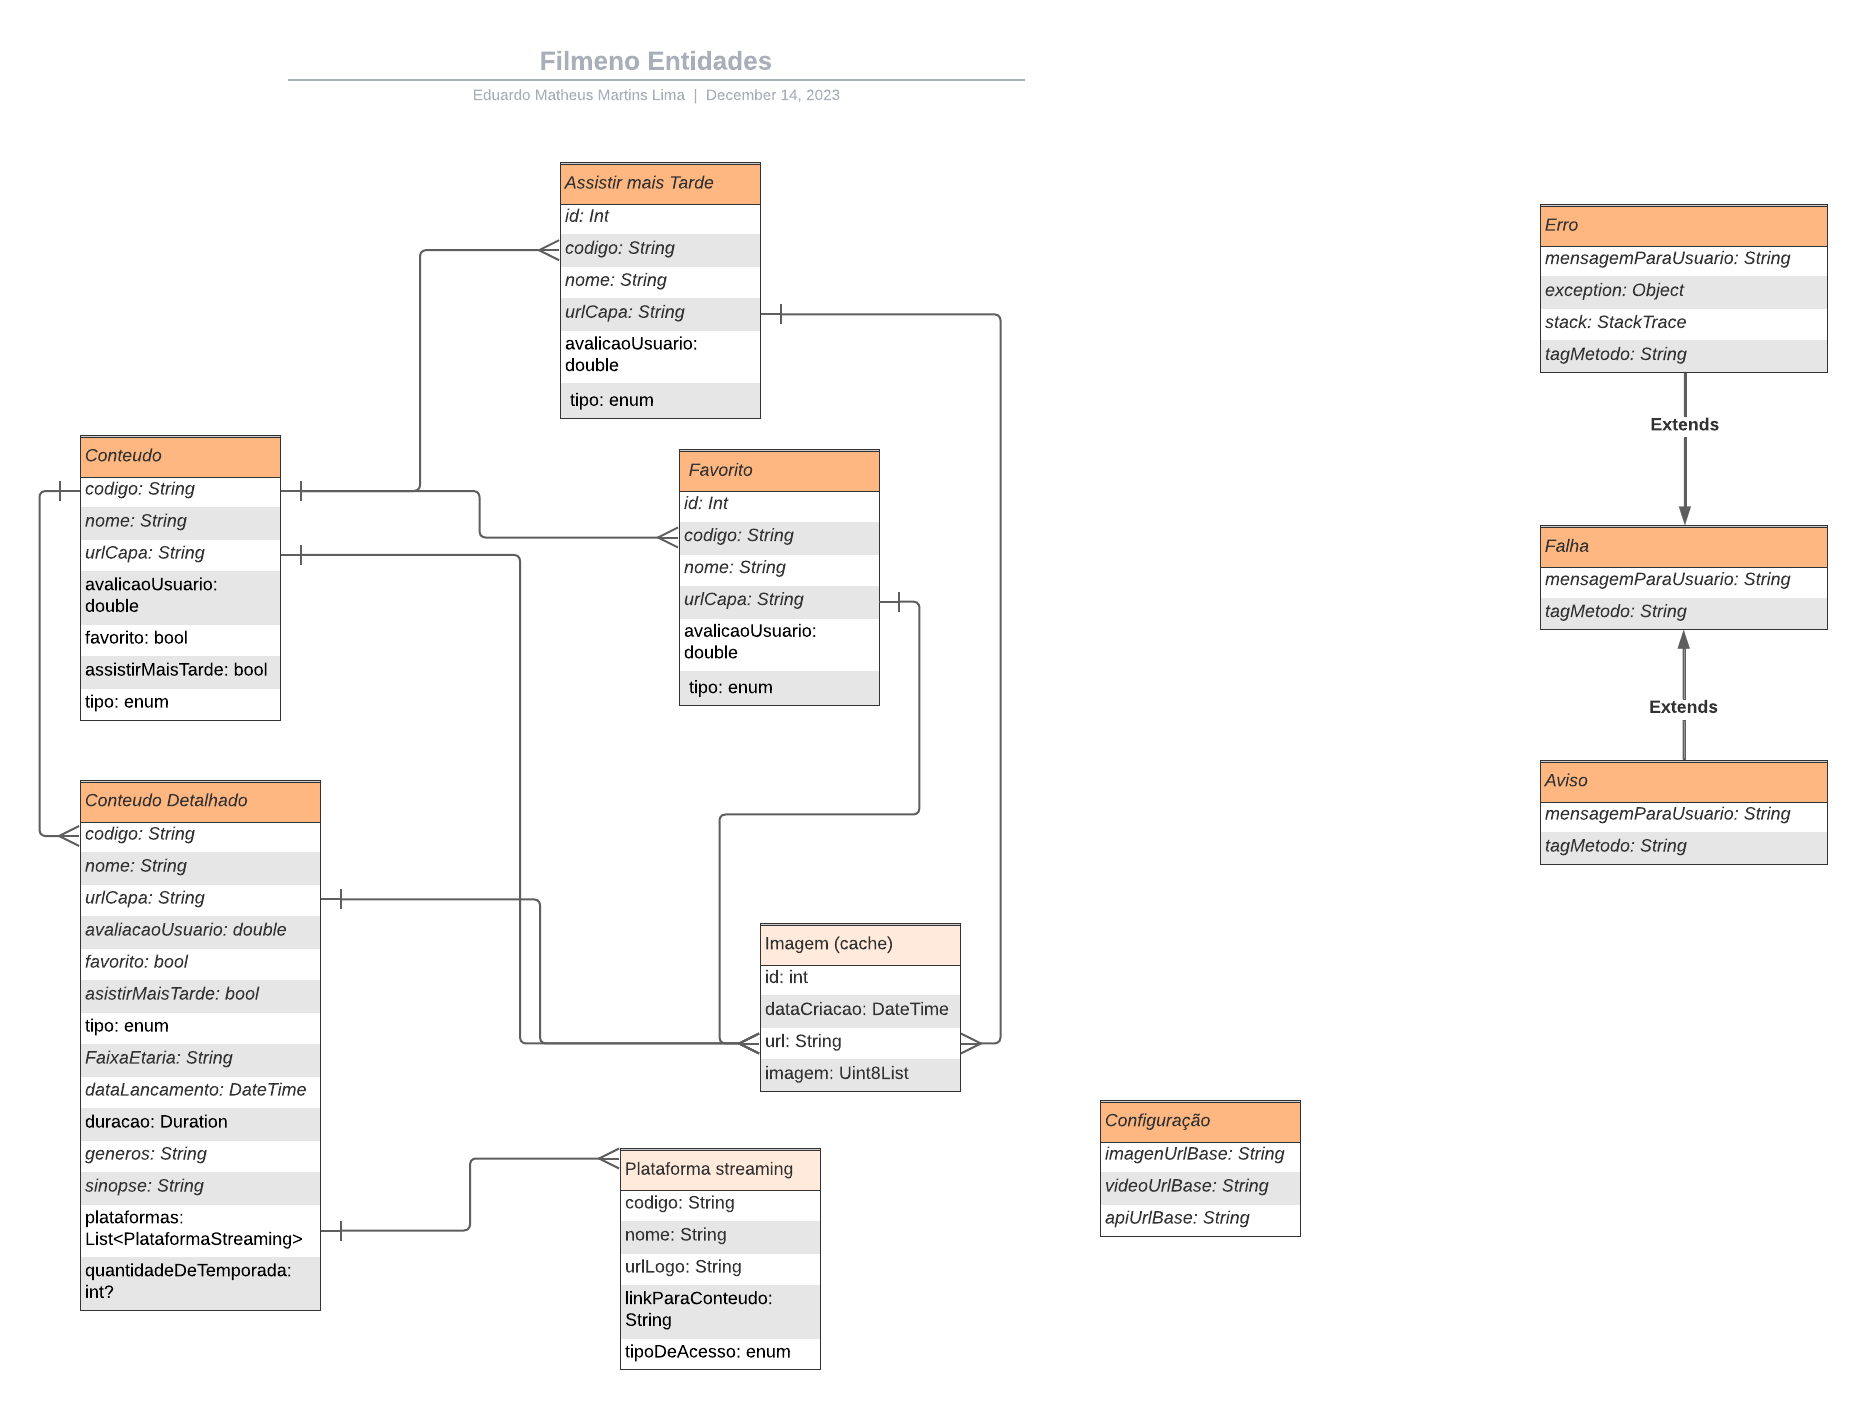 Filmeno Entidades
Eduardo Matheus Martins Lima | December 14, 2023
Assistir mais Tarde
id: Int
codigo: String
nome: String
urlCapa: String
avalicaoUsuario:
double
tipo: enum
Conteudo
codigo: String
nome: String
urlCapa: String
avalicaoUsuario:
double
favorito: bool
assistirMaisTarde: bool
tipo: enum
Favorito
id: Int
codigo: String
nome: String
urlCapa: String
avalicaoUsuario:
double
tipo: enum
Conteudo Detalhado
codigo: String
nome: String
urlCapa: String
avaliacaoUsuario: double
favorito: bool
asistirMaisTarde: bool
tipo: enum
FaixaEtaria: String
dataLancamento: DateTime
duracao: Duration
generos: String
sinopse: String
plataformas:
List<PlataformaStreaming>
quantidadeDeTemporada:
int?
Imagem (cache)
id: int
dataCriacao: DateTime
url: String
imagem: Uint8List
Plataforma streaming
codigo: String
nome: String
urlLogo: String
linkParaConteudo:
String
tipoDeAcesso: enum
Configuração
imagenUrlBase: String
videoUrlBase: String
apiUrlBase: String
Erro
mensagemParaUsuario: String
exception: Object
stack: StackTrace
tagMetodo: String
Extends
Falha
mensagemParaUsuario: String
tagMetodo: String
Extends
Aviso
mensagemParaUsuario: String
tagMetodo: String